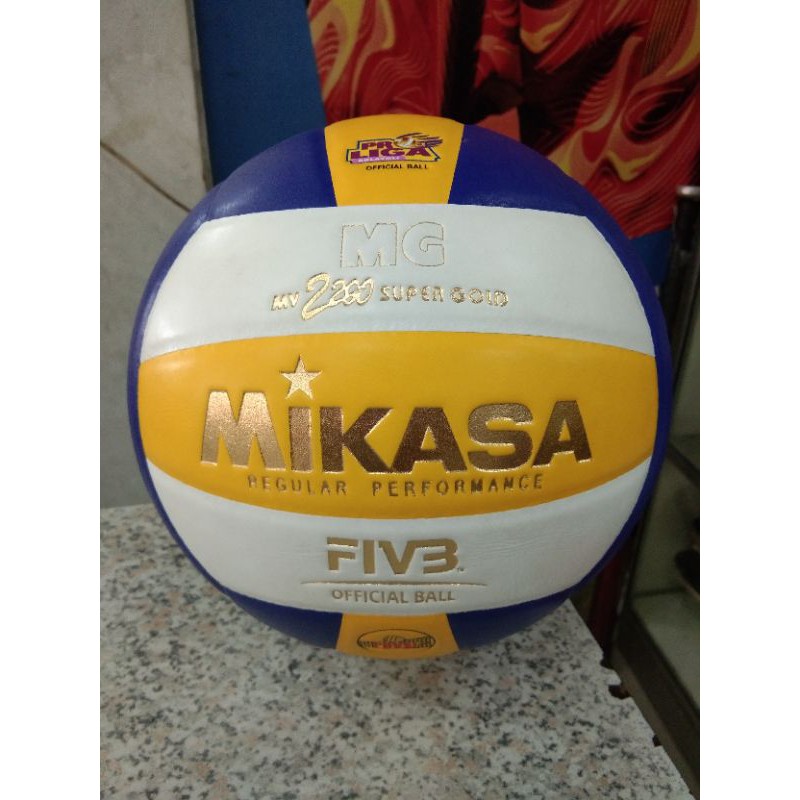 PRO
LIGA
OFFICIAL BALL
MG
MV 2200 SUPER GOLD
MiKASA
REGULAR PERFORMANCE
FIVB
OFFICIAL BALL